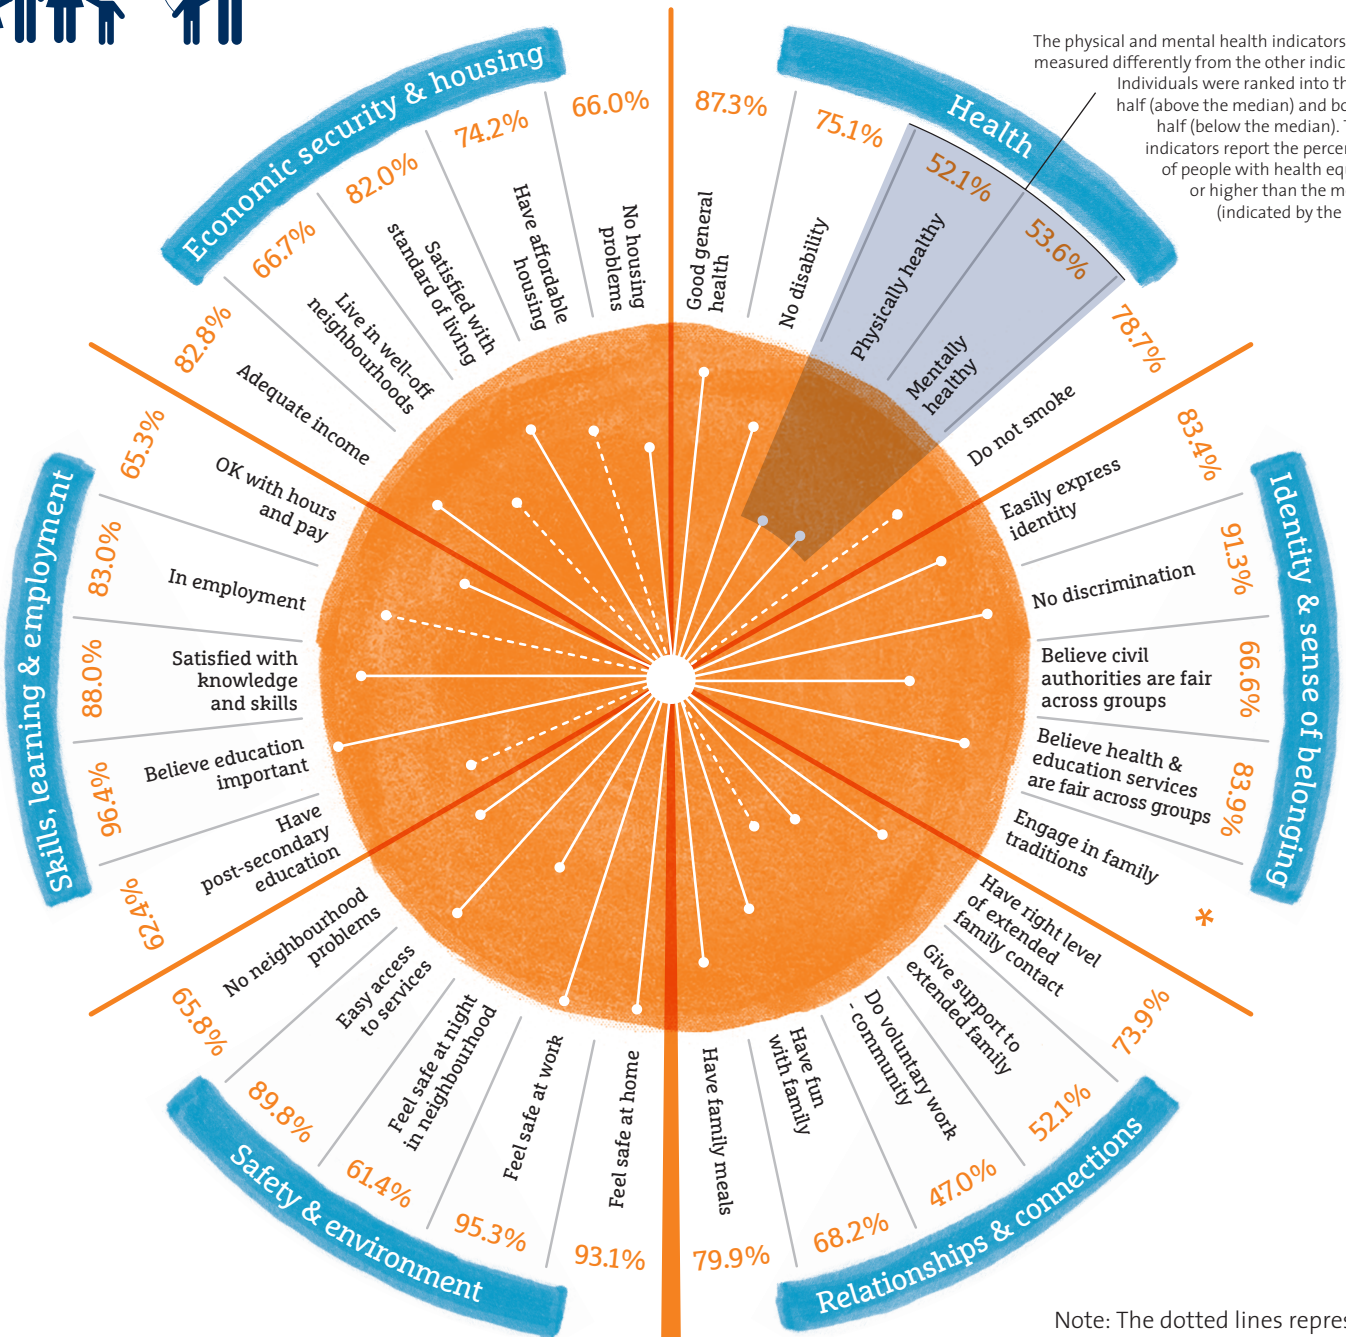 The physical and mental health indicators
measured differently from the other indic
Individuals were ranked into th
half (above the median) and bo
half (below the median). T
indicators report the percen
of people with health equ
or higher than the m
(indicated by the
Health
87.3%
Good general
health
75.1%
No disability
52.1%
Physically healthy
53.6%
Mentally
healthy
78.7%
Do not smoke
Identity & sense of belonging
83.4%
Easily express
identity
91.3%
No discrimination
66.6%
Believe civil
authorities are fair
across groups
83.9%
Believe health &
education services
are fair across groups
*
Engage in family
traditions
Relationships & connections
73.9%
Have right level
of extended
family contact
52.1%
Give support to
extended family
47.0%
Do voluntary work
- community
68.2%
Have fun
with family
79.9%
Have family meals
Safety & environment
93.1%
Feel safe at home
95.3%
Feel safe at work
61.4%
Feel safe at night
in neighbourhood
89.8%
Easy access
to services
65.8%
No neighbourhood
problems
Skills, learning & employment
62.4%
Have
post-secondary
education
96.4%
Believe education
important
88.0%
Satisfied with
knowledge
and skills
83.0%
In employment
65.3%
OK with hours
and pay
Economic security & housing
82.8%
Adequate income
66.7%
Live in well-off
neighbourhoods
82.0%
Satisfied with
standard of living
74.2%
Have affordable
housing
66.0%
No housing
problems
Note: The dotted lines repres